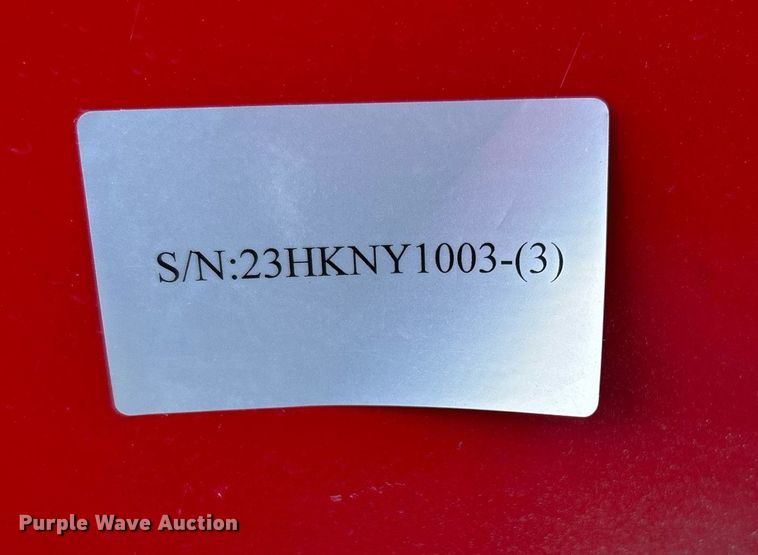 S/N:23HKNY1003-(3)
Purple Wave Auction